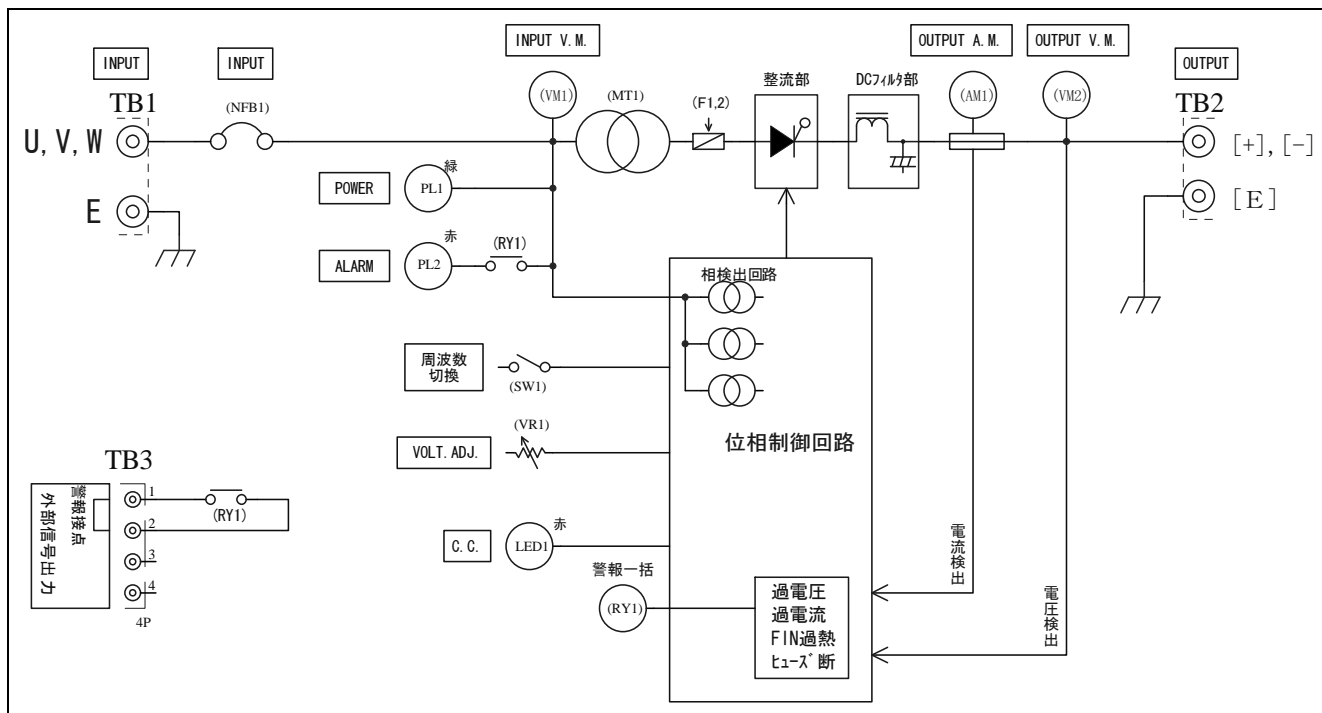 INPUT V.M.
OUTPUT A.M.
OUTPUT V.M.
INPUT
INPUT
OUTPUT
TB1
(NFB1)
(VM1)
(MT1)
(F1,2)
整流部
DCフィルタ部
(AM1)
(VM2)
TB2
U, V, W
[+], [-]
E
[E]
POWER
PL1
緑
ALARM
PL2
赤
(RY1)
相検出回路
周波数
切換
(SW1)
位相制御回路
VOLT.ADJ.
(VR1)
TB3
外部信号出力
警報接点
1
2
3
4
(RY1)
4P
C.C.
LED1
赤
警報一括
(RY1)
過電圧
過電流
FIN過熱
ヒューズ断
電流検出
電圧検出